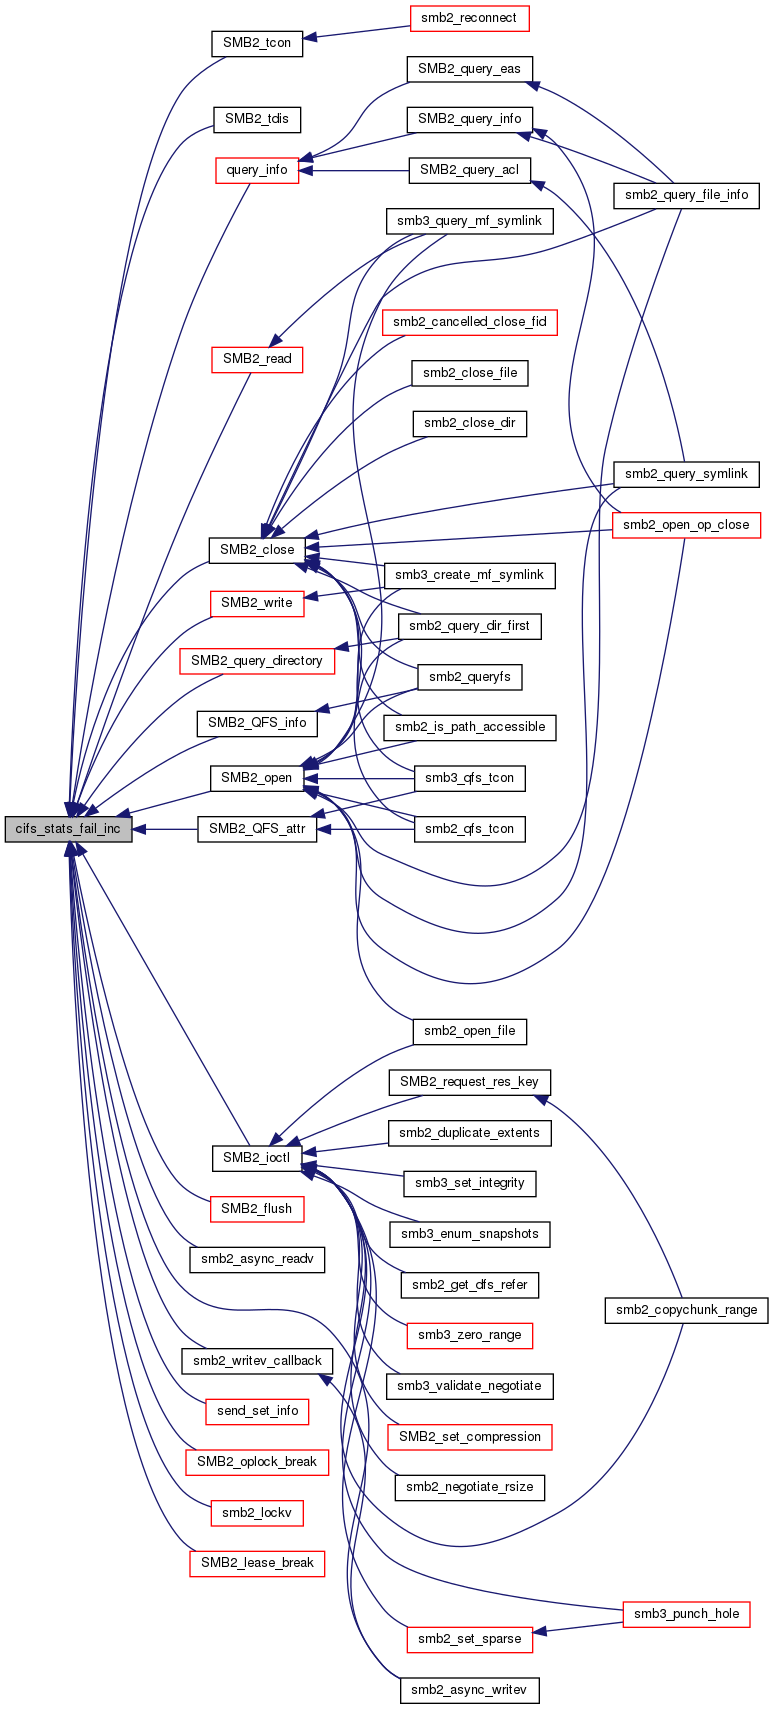 smb2_reconnect
SMB2_tcon
SMB2_query_eas
SMB2_tdis
SMB2_query_info
query_info
SMB2_query_acl
smb2_query_file_info
smb3_query_mf_symlink
smb2_cancelled_close_fid
SMB2_read
smb2_close_file
smb2_close_dir
smb2_query_symlink
smb2_open_op_close
SMB2_close
smb3_create_mf_symlink
SMB2_write
smb2_query_dir_first
SMB2_query_directory
smb2_queryfs
SMB2_QFS_info
smb2_is_path_accessible
SMB2_open
smb3_qfs_tcon
cifs_stats_fail_inc
SMB2_QFS_attr
smb2_qfs_tcon
smb2_open_file
SMB2_request_res_key
smb2_duplicate_extents
SMB2_ioctl
smb3_set_integrity
SMB2_flush
smb3_enum_snapshots
smb2_async_readv
smb2_get_dfs_refer
smb2_copychunk_range
smb3_zero_range
smb2_writev_callback
smb3_validate_negotiate
send_set_info
SMB2_set_compression
SMB2_oplock_break
smb2_negotiate_rsize
smb2_lockv
SMB2_lease_break
smb3_punch_hole
smb2_set_sparse
smb2_async_writev